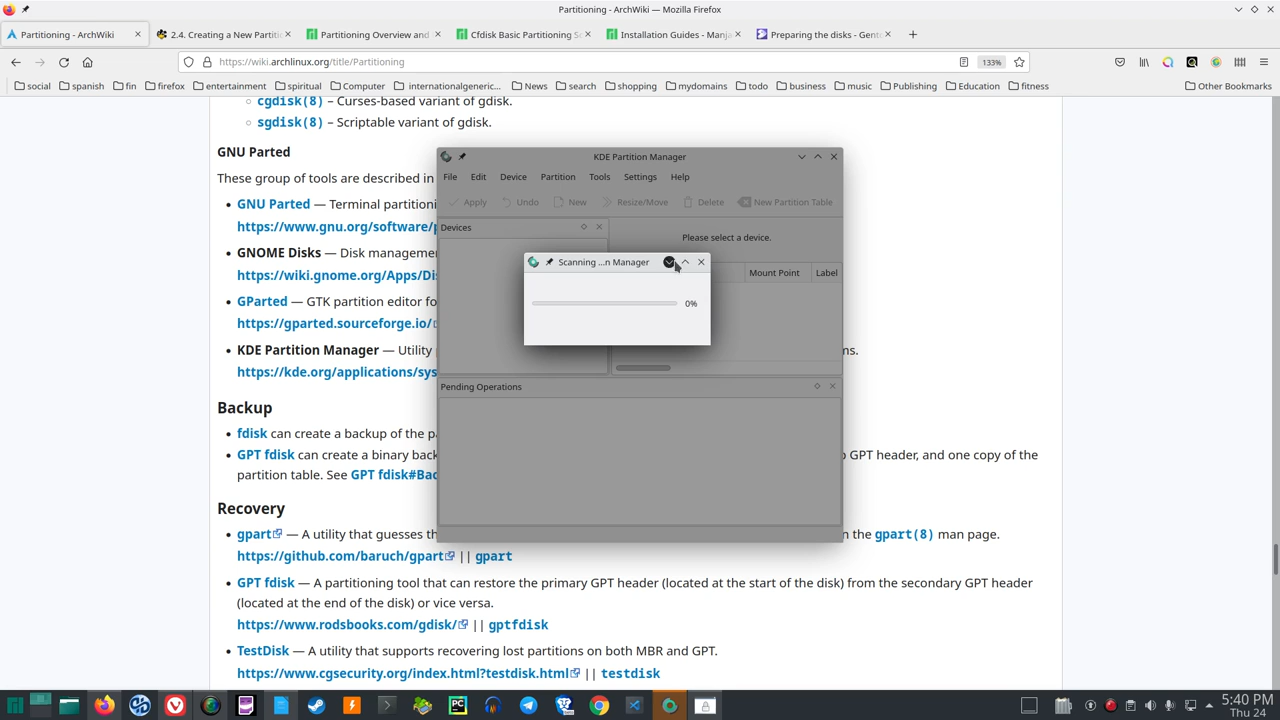 Partitioning - ArchWiki — Mozilla Firefox
Partitioning - ArchWiki
2.4. Creating a New Partiti
Partitioning Overview and
Cfdisk Basic Partitioning S
Installation Guides - Manja
Preparing the disks - Gent
https://wiki.archlinux.org/title/Partitioning
133%
social
spanish
fin
firefox
entertainment
spiritual
Computer
internationalgeneric...
News
search
shopping
mydomains
todo
business
music
Publishing
Education
fitness
Other Bookmarks
cgdisk(8) – Curses-based variant of gdisk.
sgdisk(8) – Scriptable variant of gdisk.
GNU Parted
These group of tools are described in
GNU Parted — Terminal partitioni
https://www.gnu.org/software/p
GNOME Disks — Disk manageme
https://wiki.gnome.org/Apps/Di
GParted — GTK partition editor fo
https://gparted.sourceforge.io/
KDE Partition Manager — Utility ms.
https://kde.org/applications/sys
Backup
fdisk can create a backup of the pa
GPT fdisk can create a binary back o GPT header, and one copy of the
partition table. See GPT fdisk#Bac
Recovery
gpart — A utility that guesses th n the gpart(8) man page.
https://github.com/baruch/gpart || gpart
GPT fdisk — A partitioning tool that can restore the primary GPT header (located at the start of the disk) from the secondary GPT header
(located at the end of the disk) or vice versa.
https://www.rodsbooks.com/gdisk/ || gptfdisk
TestDisk — A utility that supports recovering lost partitions on both MBR and GPT.
https://www.cgsecurity.org/index.html?testdisk.html || testdisk
KDE Partition Manager
File Edit Device Partition Tools Settings Help
Apply Undo New Resize/Move Delete New Partition Table
Devices
Please select a device.
Mount Point Label
Scanning ...n Manager
0%
Pending Operations
5:40 PM
Thu 24